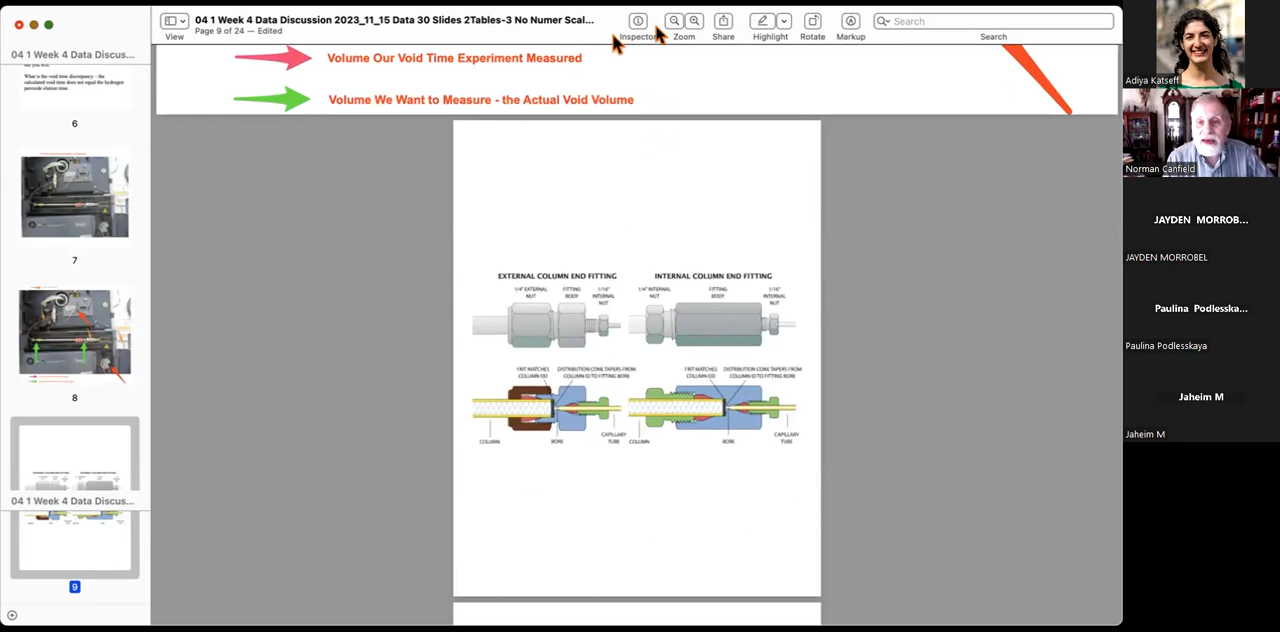 04 1 Week 4 Data Discussion 2023_11_15 Data 30 Slides 2Tables-3 No Numer Scal...
Page 9 of 24 — Edited
View
Inspector
Zoom
Share
Highlight
Rotate
Markup
Search
Search
04 1 Week 4 Data Discus...
What is the void time discrepancy - the
calculated void time does not equal the hydrogen
peroxide elution time.
6
7
8
04 1 Week 4 Data Discus...
9
Volume Our Void Time Experiment Measured
Volume We Want to Measure - the Actual Void Volume
EXTERNAL COLUMN END FITTING
1/4" EXTERNAL
NUT
FITTING
BODY
1/16"
INTERNAL
NUT
INTERNAL COLUMN END FITTING
1/4" INTERNAL
NUT
FITTING
BODY
1/16"
INTERNAL
NUT
FRIT MATCHES
COLUMN OD
DISTRIBUTION CONE TAPERS FROM
COLUMN ID TO FITTING BORE
COLUMN
BORE
CAPILLARY
TUBE
FRIT MATCHES
COLUMN OD
DISTRIBUTION CONE TAPERS FROM
COLUMN ID TO FITTING BORE
COLUMN
BORE
CAPILLARY
TUBE
Adiya Katseff
Norman Canfield
JAYDEN MORROB...
JAYDEN MORROBEL
Paulina Podlesska...
Paulina Podlesskaya
Jaheim M
Jaheim M